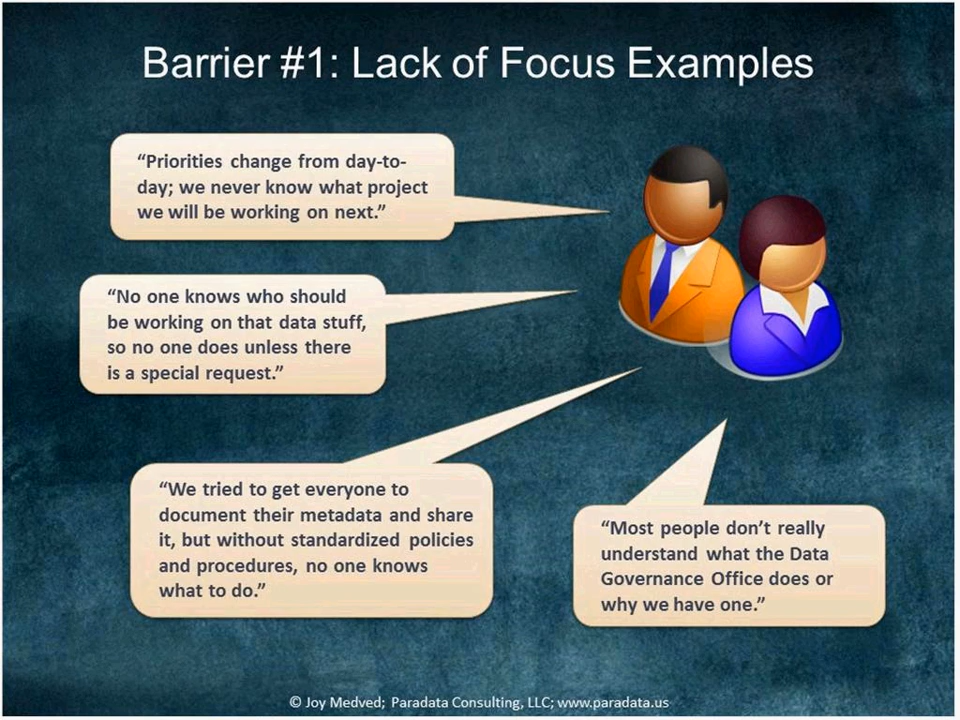 Barrier #1: Lack of Focus Examples
“Priorities change from day-to-
day; we never know what project
we will be working on next.”
“No one knows who should
be working on that data stuff,
so no one does unless there
is a special request.”
“We tried to get everyone to
document their metadata and share
it, but without standardized policies
and procedures, no one knows
what to do.”
“Most people don’t really
understand what the Data
Governance Office does or
why we have one.”
© Joy Medved; Paradata Consulting, LLC; www.paradata.us